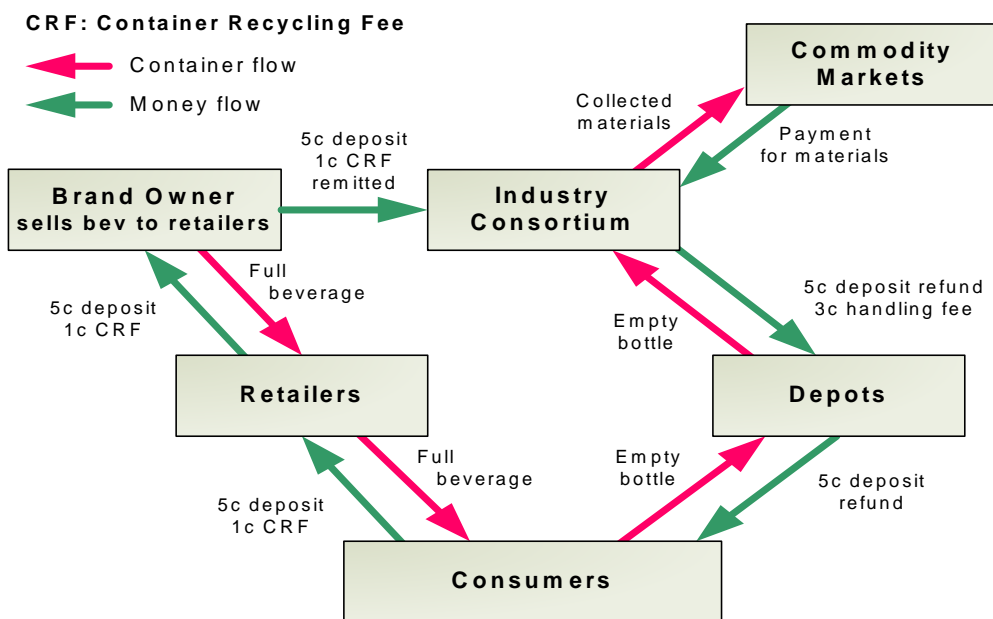 CRF: Container Recycling Fee
Container flow
Money flow
Commodity
Markets
Collected
materials
Payment
for materials
5c deposit
1c CRF
remitted
Brand Owner
sells bev to retailers
Industry
Consortium
Full
beverage
5c deposit
1c CRF
Empty
bottle
5c deposit refund
3c handling fee
Retailers
Depots
Full
beverage
5c deposit
1c CRF
Empty
bottle
5c deposit
refund
Consumers